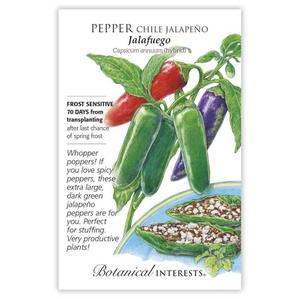 PEPPER CHILE JALAPEÑO
Jalafuego
Capsicum annuum (hybrid)
FROST SENSITIVE
70 DAYS from
transplanting
after last chance
of spring frost
Whopper
poppers! If
you love spicy
peppers, these
extra large,
dark green
jalapeño
peppers are for
you. Perfect
for stuffing.
Very productive
plants!
Botanical INTERESTS®